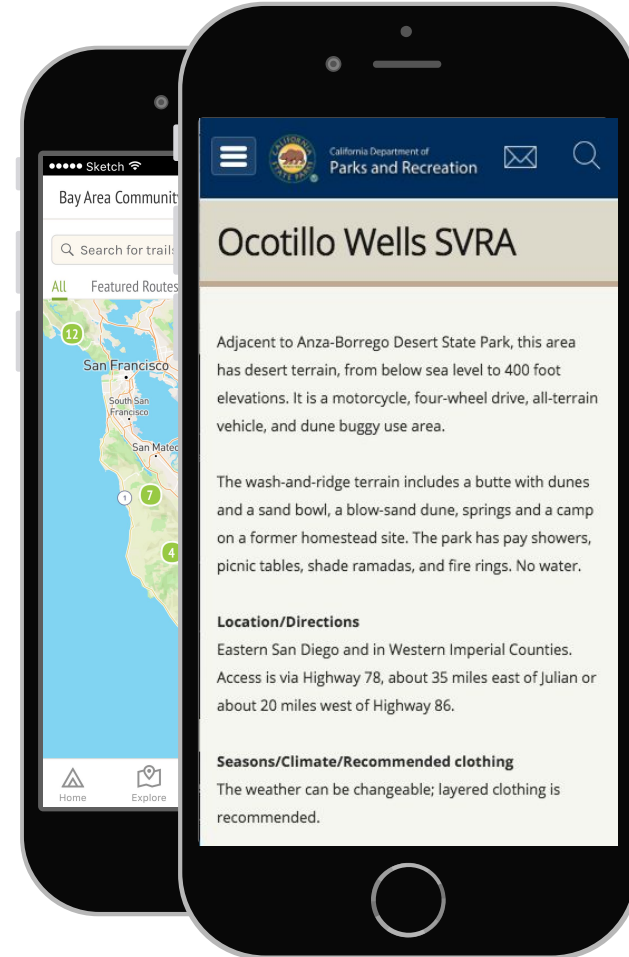 Sketch
Bay Area
Search for trails
All Featured Routes
12
San Francisco
South San
Francisco
San Mateo
1
7
4
Home Explore
California Department of
Parks and Recreation
Ocotillo Wells SVRA
Adjacent to Anza-Borrego Desert State Park, this area
has desert terrain, from below sea level to 400 foot
elevations. It is a motorcycle, four-wheel drive, all-terrain
vehicle, and dune buggy use area.
The wash-and-ridge terrain includes a butte with dunes
and a sand bowl, a blow-sand dune, springs and a camp
on a former homestead site. The park has pay showers,
picnic tables, shade ramadas, and fire rings. No water.
Location/Directions
Eastern San Diego and in Western Imperial Counties.
Access is via Highway 78, about 35 miles east of Julian or
about 20 miles west of Highway 86.
Seasons/Climate/Recommended clothing
The weather can be changeable; layered clothing is
recommended.